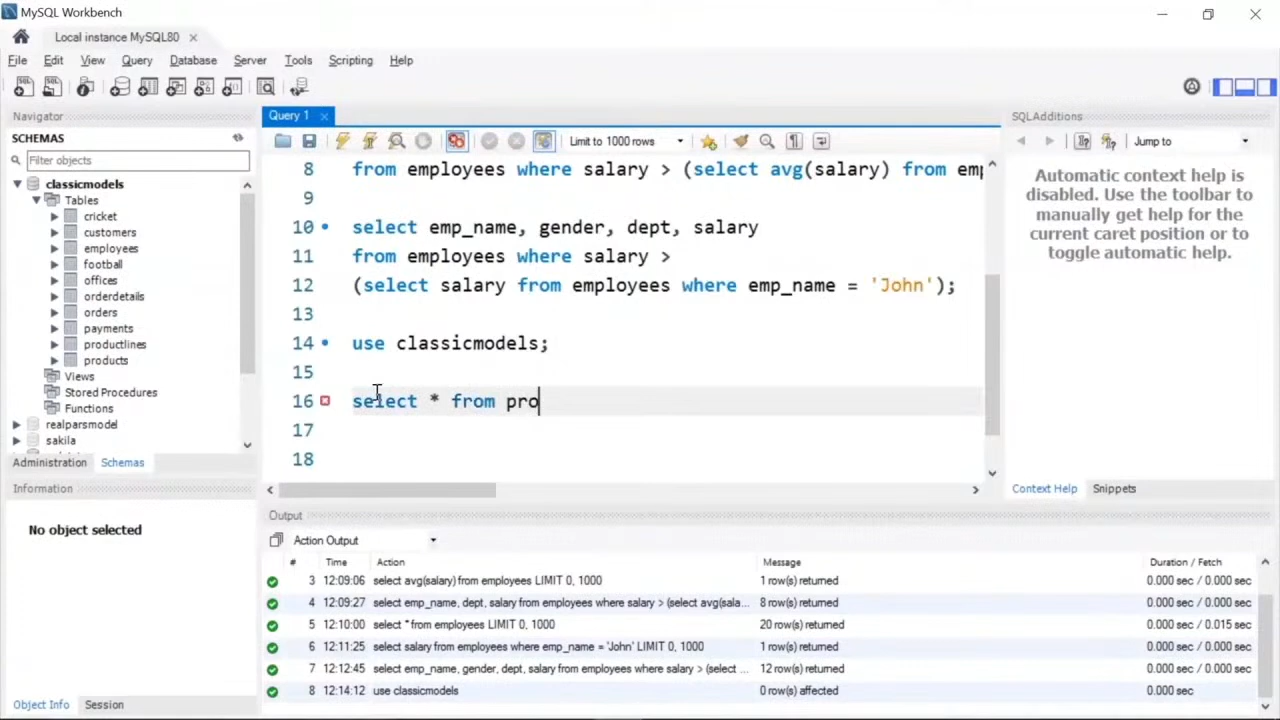 MySQL Workbench
Local instance MySQL80
File Edit View Query Database Server Tools Scripting Help
Navigator
SCHEMAS
Filter objects
classicmodels
Tables
cricket
customers
employees
football
offices
orderdetails
orders
payments
productlines
products
Views
Stored Procedures
Functions
realparsmodel
sakila
Administration Schemas
Information
No object selected
Object Info Session
Query 1
Limit to 1000 rows
8 from employees where salary > (select avg(salary) from emp
9
10 select emp_name, gender, dept, salary
11 from employees where salary >
12 (select salary from employees where emp_name = 'John');
13
14 use classicmodels;
15
16 select * from pro
17
18
SQLAdditions
Jump to
Automatic context help is
disabled. Use the toolbar to
manually get help for the
current caret position or to
toggle automatic help.
Context Help Snippets
Output
Action Output
# Time Action Message Duration / Fetch
3 12:09:06 select avg(salary) from employees LIMIT 0, 1000 1 row(s) returned 0.000 sec / 0.000 sec
4 12:09:27 select emp_name, dept, salary from employees where salary > (select avg(sala... 8 row(s) returned 0.000 sec / 0.000 sec
5 12:10:00 select * from employees LIMIT 0, 1000 20 row(s) returned 0.000 sec / 0.015 sec
6 12:11:25 select salary from employees where emp_name = 'John' LIMIT 0, 1000 1 row(s) returned 0.000 sec / 0.000 sec
7 12:12:45 select emp_name, gender, dept, salary from employees where salary > (select ... 12 row(s) returned 0.000 sec / 0.000 sec
8 12:14:12 use classicmodels 0 row(s) affected 0.000 sec